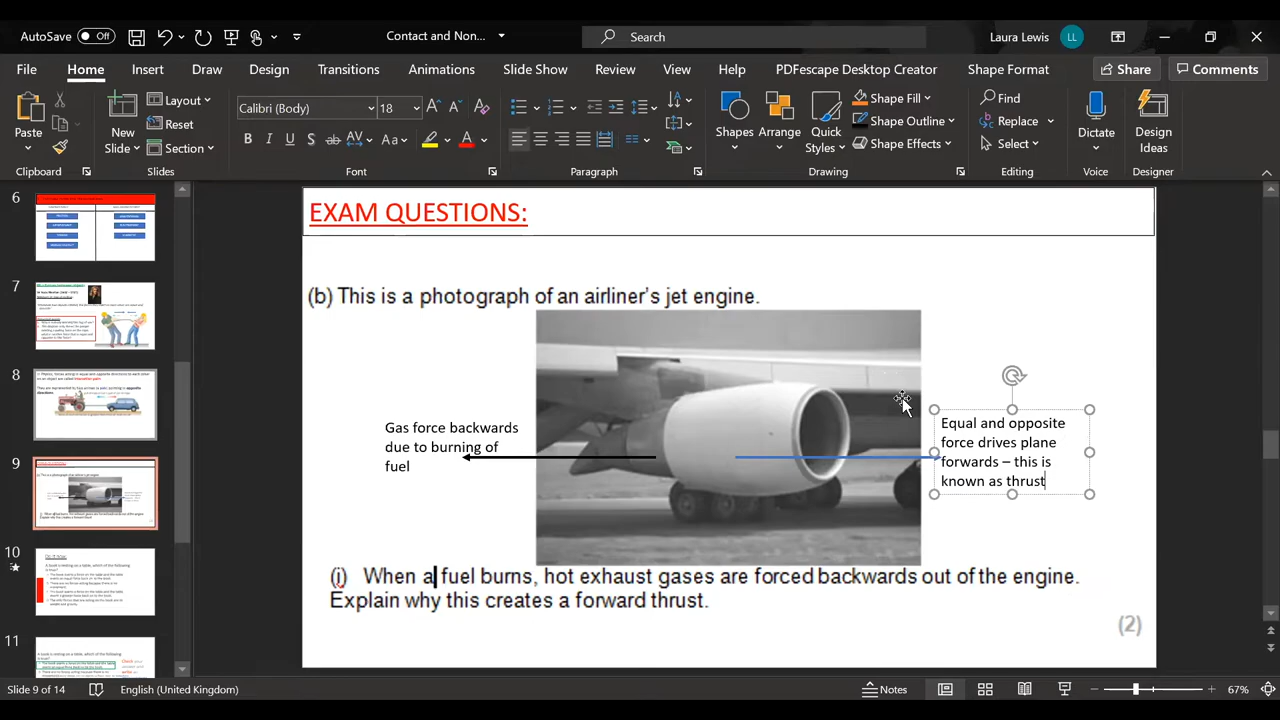 AutoSave Off
Contact and Non...
Search
Laura Lewis LL
File Home Insert Draw Design Transitions Animations Slide Show Review View Help PDFescape Desktop Creator Shape Format Share Comments
Paste
New Slide
Layout
Reset
Section
Calibri (Body) 18
Shapes
Arrange
Quick Styles
Shape Fill
Shape Outline
Shape Effects
Find
Replace
Select
Dictate
Design Ideas
Clipboard Slides Font Paragraph Drawing Editing Voice Designer
6
7
8
9
10
11
EXAM QUESTIONS:
(b) This is a photograph of an airliner's jet engine.
Gas force backwards
due to burning of
fuel
Equal and opposite
force drives plane
forwards – this is
known as thrust
(i) When a fuel burns, hot exhaust gases are forced backwards out of the engine.
Explain why this creates a forward thrust.
(2)
Slide 9 of 14 English (United Kingdom) Notes 67%